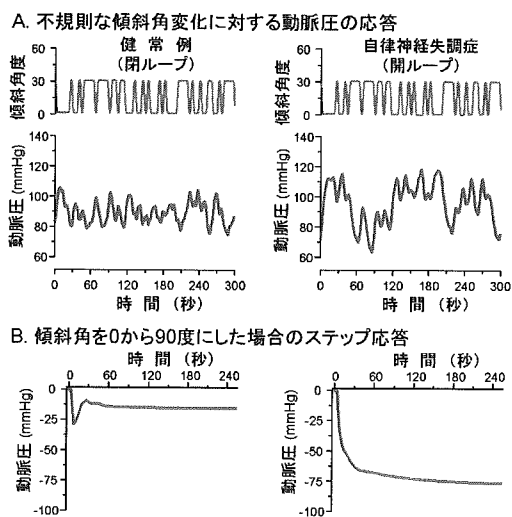 A. 不規則な傾斜角変化に対する動脈圧の応答
健常例
(閉ループ)
自律神経失調症
(開ループ)
傾斜角度
60
30
0
傾斜角度
60
30
0
動脈圧 (mmHg)
140
120
100
80
60
0 60 120 180 240 300
時間 (秒)
動脈圧 (mmHg)
140
120
100
80
60
0 60 120 180 240 300
時間 (秒)
B. 傾斜角を0から90度にした場合のステップ応答
時間 (秒)
0 60 120 180 240
動脈圧 (mmHg)
0
-25
-50
-75
-100
時間 (秒)
0 60 120 180 240
動脈圧 (mmHg)
0
-25
-50
-75
-100